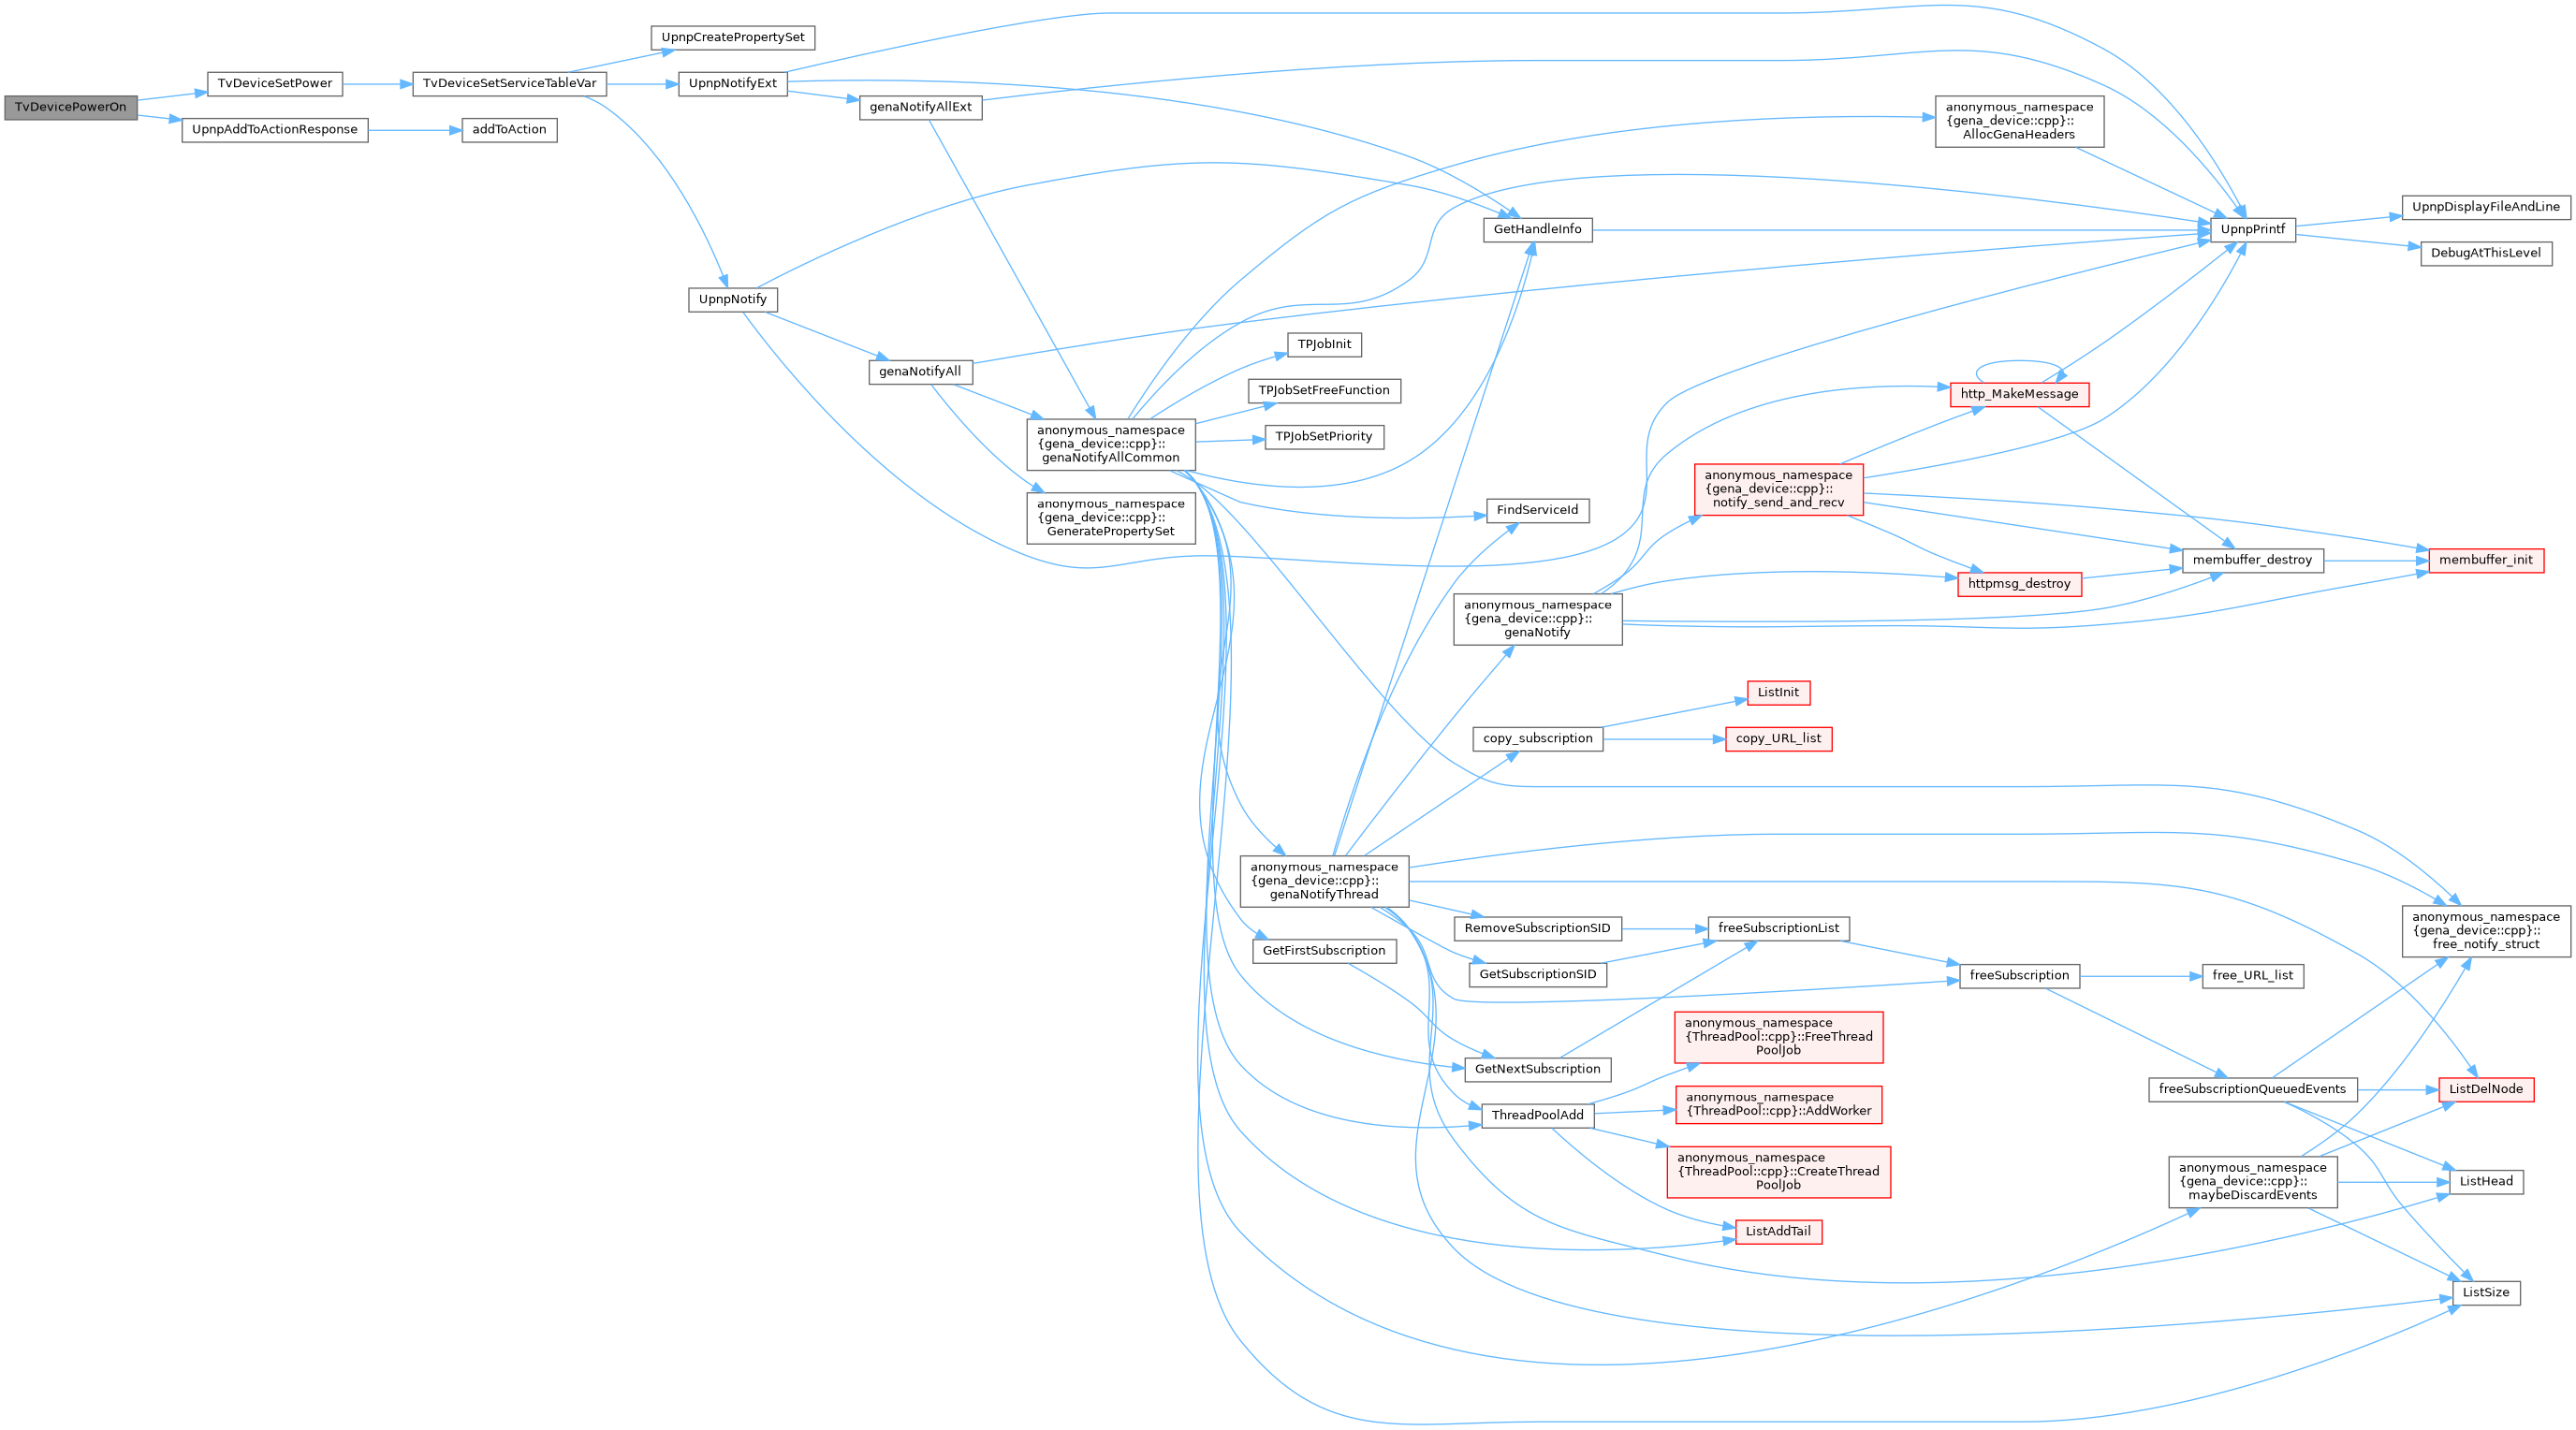 TvDevicePowerOn
TvDeviceSetPower
UpnpAddToActionResponse
TvDeviceSetServiceTableVar
addToAction
UpnpCreatePropertySet
UpnpNotifyExt
UpnpNotify
genaNotifyAllExt
genaNotifyAll
anonymous_namespace
{gena_device::cpp}::
genaNotifyAllCommon
anonymous_namespace
{gena_device::cpp}::
GeneratePropertySet
TPJobInit
TPJobSetFreeFunction
TPJobSetPriority
anonymous_namespace
{gena_device::cpp}::
genaNotifyThread
GetFirstSubscription
GetHandleInfo
FindServiceId
anonymous_namespace
{gena_device::cpp}::
genaNotify
copy_subscription
RemoveSubscriptionSID
GetSubscriptionSID
GetNextSubscription
ThreadPoolAdd
anonymous_namespace
{gena_device::cpp}::
notify_send_and_recv
ListInit
copy_URL_list
freeSubscriptionList
anonymous_namespace
{ThreadPool::cpp}::FreeThread
PoolJob
anonymous_namespace
{ThreadPool::cpp}::AddWorker
anonymous_namespace
{ThreadPool::cpp}::CreateThread
PoolJob
ListAddTail
anonymous_namespace
{gena_device::cpp}::
AllocGenaHeaders
http_MakeMessage
httpmsg_destroy
freeSubscription
UpnpPrintf
membuffer_destroy
free_URL_list
freeSubscriptionQueuedEvents
anonymous_namespace
{gena_device::cpp}::
maybeDiscardEvents
UpnpDisplayFileAndLine
DebugAtThisLevel
membuffer_init
anonymous_namespace
{gena_device::cpp}::
free_notify_struct
ListDelNode
ListHead
ListSize